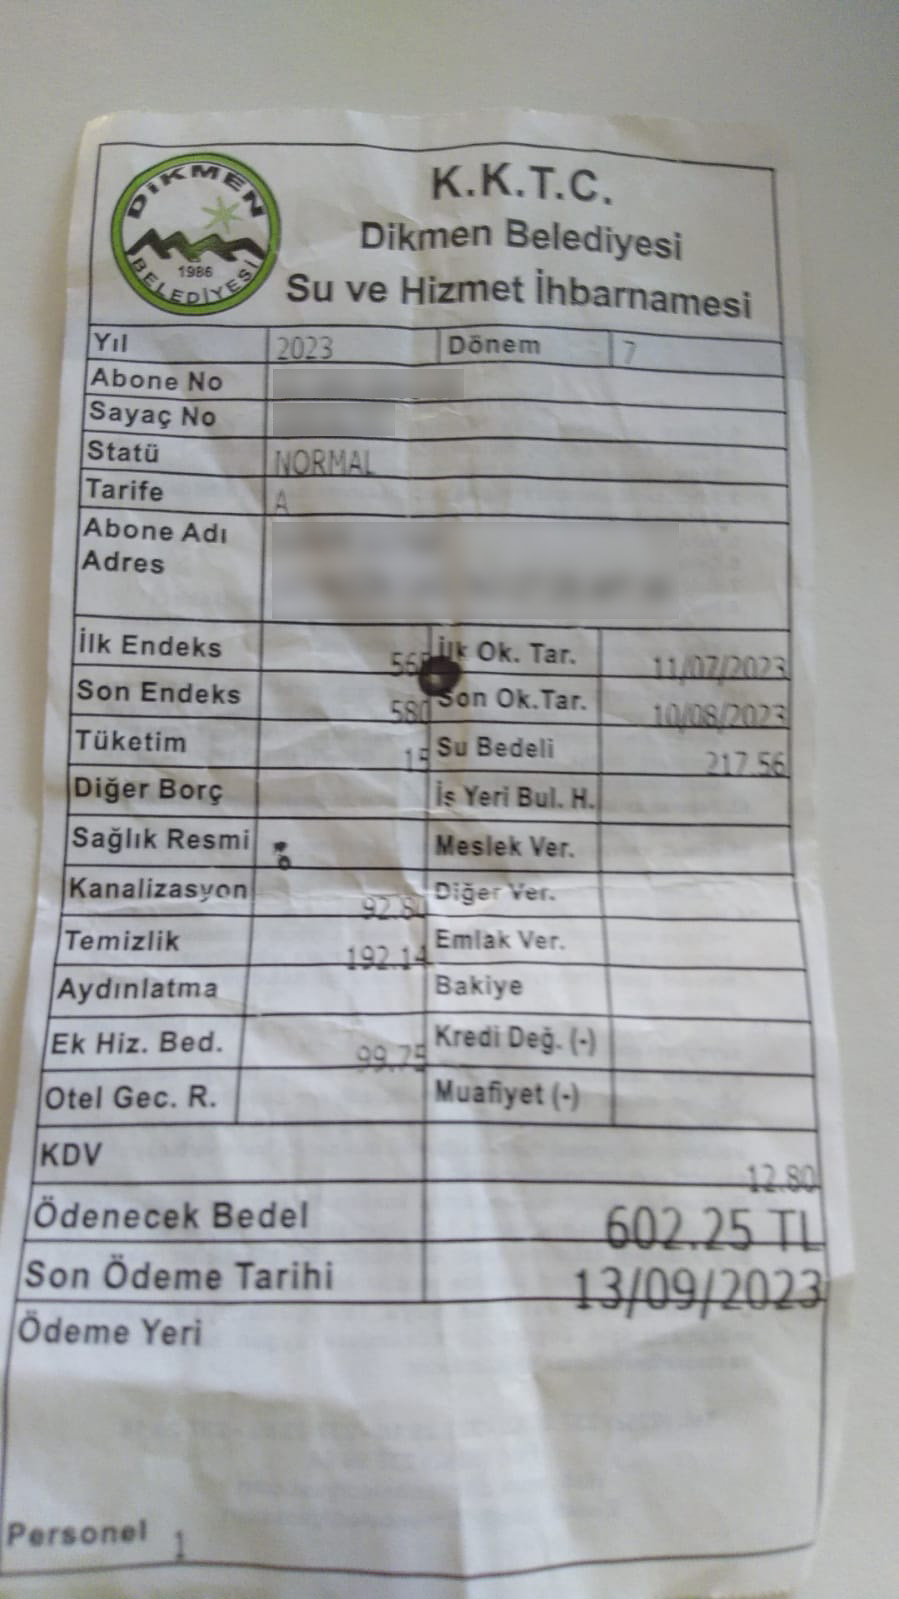 DİKMEN
1986
BELEDİYESİ
K.K.T.C.
Dikmen Belediyesi
Su ve Hizmet İhbarnamesi
Yıl 2023 Dönem 7
Abone No
Sayaç No
Statü NORMAL
Tarife A
Abone Adı
Adres
İlk Endeks İlk Ok. Tar. 11/07/2023
Son Endeks 580 Son Ok.Tar. 10/08/2023
Tüketim 15 Su Bedeli 217.56
Diğer Borç İş Yeri Bul. H.
Sağlık Resmi Meslek Ver.
Kanalizasyon 92.80 Diğer Ver.
Temizlik 192.14 Emlak Ver.
Aydınlatma Bakiye
Ek Hiz. Bed. 99.75 Kredi Değ. (-)
Otel Gec. R. Muafiyet (-)
KDV 12.80
Ödenecek Bedel 602.25 TL
Son Ödeme Tarihi 13/09/2023
Ödeme Yeri
Personel 1